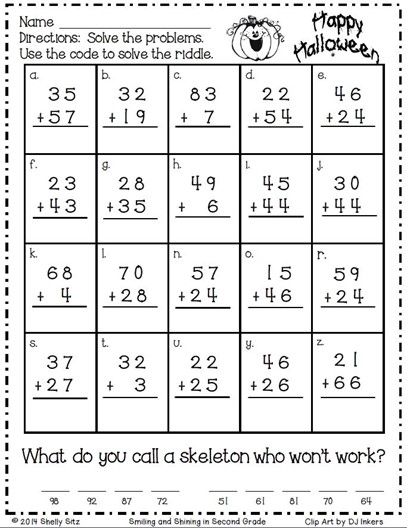 Name
Happy
Halloween
Directions: Solve the problems.
Use the code to solve the riddle.
a. b. c. d. e.
35 32 83 22 46
+57 +19 + 7 +54 +24
f. g. h. i. j.
23 28 49 45 30
+43 +35 + 6 +44 +44
k. l. n. o. r.
68 70 57 15 59
+ 4 +28 +24 +46 +24
s. t. u. y. z.
37 32 22 46 21
+27 + 3 +25 +26 +66
What do you call a skeleton who won't work?
98 92 87 72 51 61 81 70 64
© 2014 Shelly Sitz Smiling and Shining in Second Grade Clip Art by DJ Inkers